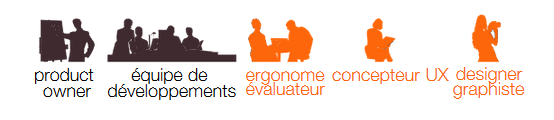 product
owner
équipe de
développements
ergonome
évaluateur
concepteur UX
designer
graphiste